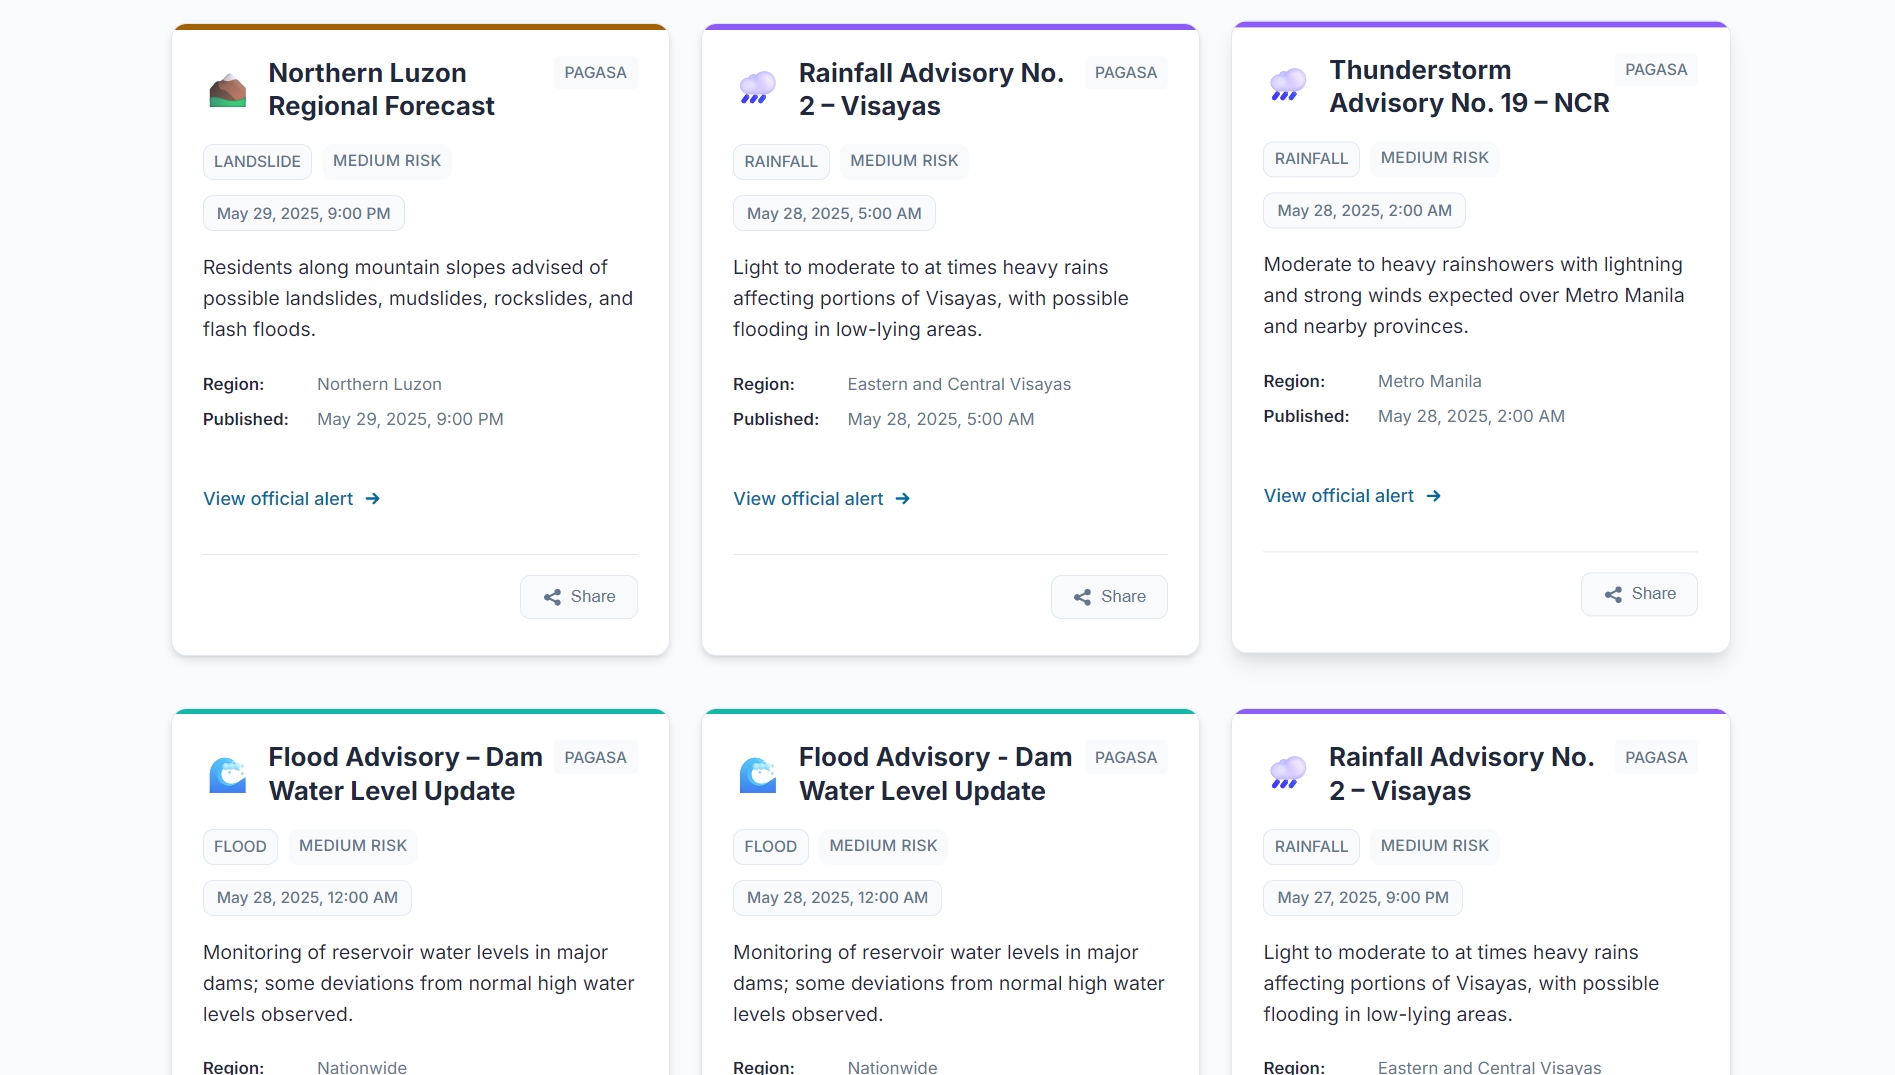 Northern Luzon
Regional Forecast
PAGASA
LANDSLIDE
MEDIUM RISK
May 29, 2025, 9:00 PM
Residents along mountain slopes advised of
possible landslides, mudslides, rockslides, and
flash floods.
Region: Northern Luzon
Published: May 29, 2025, 9:00 PM
View official alert →
Share
Rainfall Advisory No.
2 – Visayas
PAGASA
RAINFALL
MEDIUM RISK
May 28, 2025, 5:00 AM
Light to moderate to at times heavy rains
affecting portions of Visayas, with possible
flooding in low-lying areas.
Region: Eastern and Central Visayas
Published: May 28, 2025, 5:00 AM
View official alert →
Share
Thunderstorm
Advisory No. 19 – NCR
PAGASA
RAINFALL
MEDIUM RISK
May 28, 2025, 2:00 AM
Moderate to heavy rainshowers with lightning
and strong winds expected over Metro Manila
and nearby provinces.
Region: Metro Manila
Published: May 28, 2025, 2:00 AM
View official alert →
Share
Flood Advisory – Dam
Water Level Update
PAGASA
FLOOD
MEDIUM RISK
May 28, 2025, 12:00 AM
Monitoring of reservoir water levels in major
dams; some deviations from normal high water
levels observed.
Region: Nationwide
Flood Advisory - Dam
Water Level Update
PAGASA
FLOOD
MEDIUM RISK
May 28, 2025, 12:00 AM
Monitoring of reservoir water levels in major
dams; some deviations from normal high water
levels observed.
Region: Nationwide
Rainfall Advisory No.
2 – Visayas
PAGASA
RAINFALL
MEDIUM RISK
May 27, 2025, 9:00 PM
Light to moderate to at times heavy rains
affecting portions of Visayas, with possible
flooding in low-lying areas.
Region: Eastern and Central Visayas